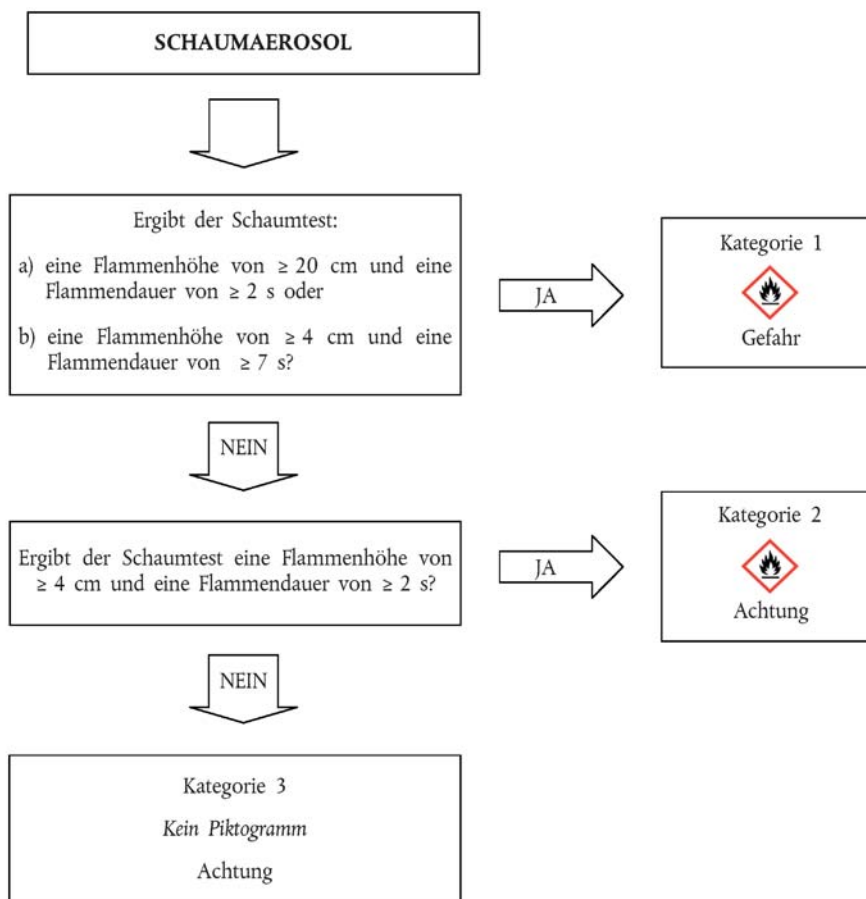 SCHAUMAEROSOL
Ergibt der Schaumtest:
a) eine Flammenhöhe von ≥ 20 cm und eine
Flammendauer von ≥ 2 s oder
b) eine Flammenhöhe von ≥ 4 cm und eine
Flammendauer von ≥ 7 s?
JA
Kategorie 1
Gefahr
NEIN
Ergibt der Schaumtest eine Flammenhöhe von
≥ 4 cm und eine Flammendauer von ≥ 2 s?
JA
Kategorie 2
Achtung
NEIN
Kategorie 3
Kein Piktogramm
Achtung